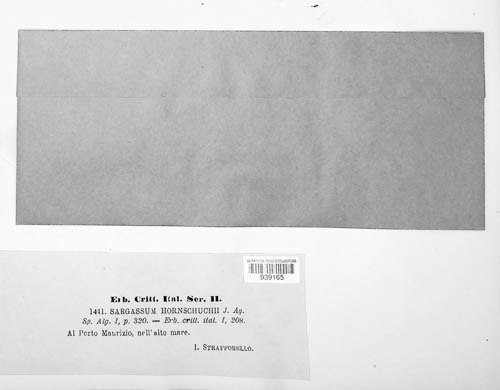 939165
Erb. Critt. Ital. Ser. II.
1441. SARGASSUM HORNSCHUCHII J. Ag.
Sp. Alg. I, p. 320. — Erb. critt. ital. I, 208.
Al Porto Maurizio, nell'alto mare.
I. STRAFFORELLO.